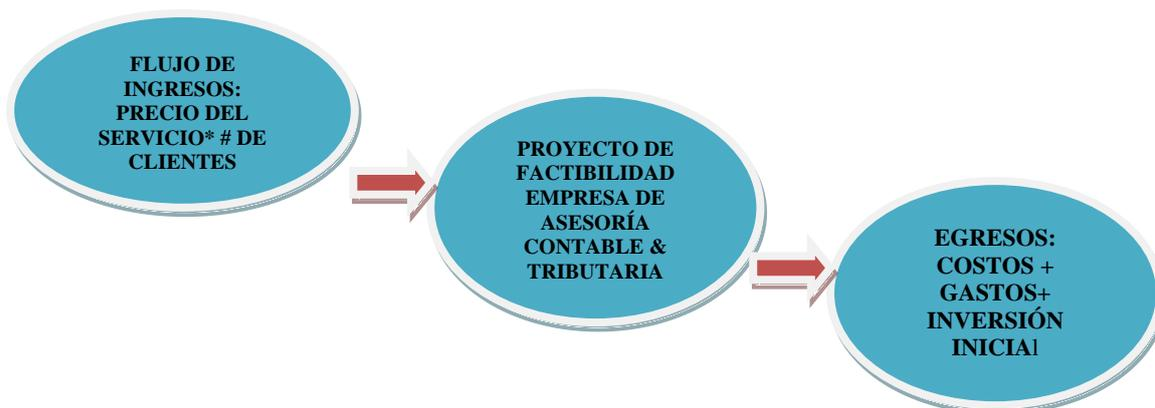 FLUJO DE
INGRESOS:
PRECIO DEL
SERVICIO* # DE
CLIENTES
PROYECTO DE
FACTIBILIDAD
EMPRESA DE
ASESORÍA
CONTABLE &
TRIBUTARIA
EGRESOS:
COSTOS +
GASTOS+
INVERSIÓN
INICIAl